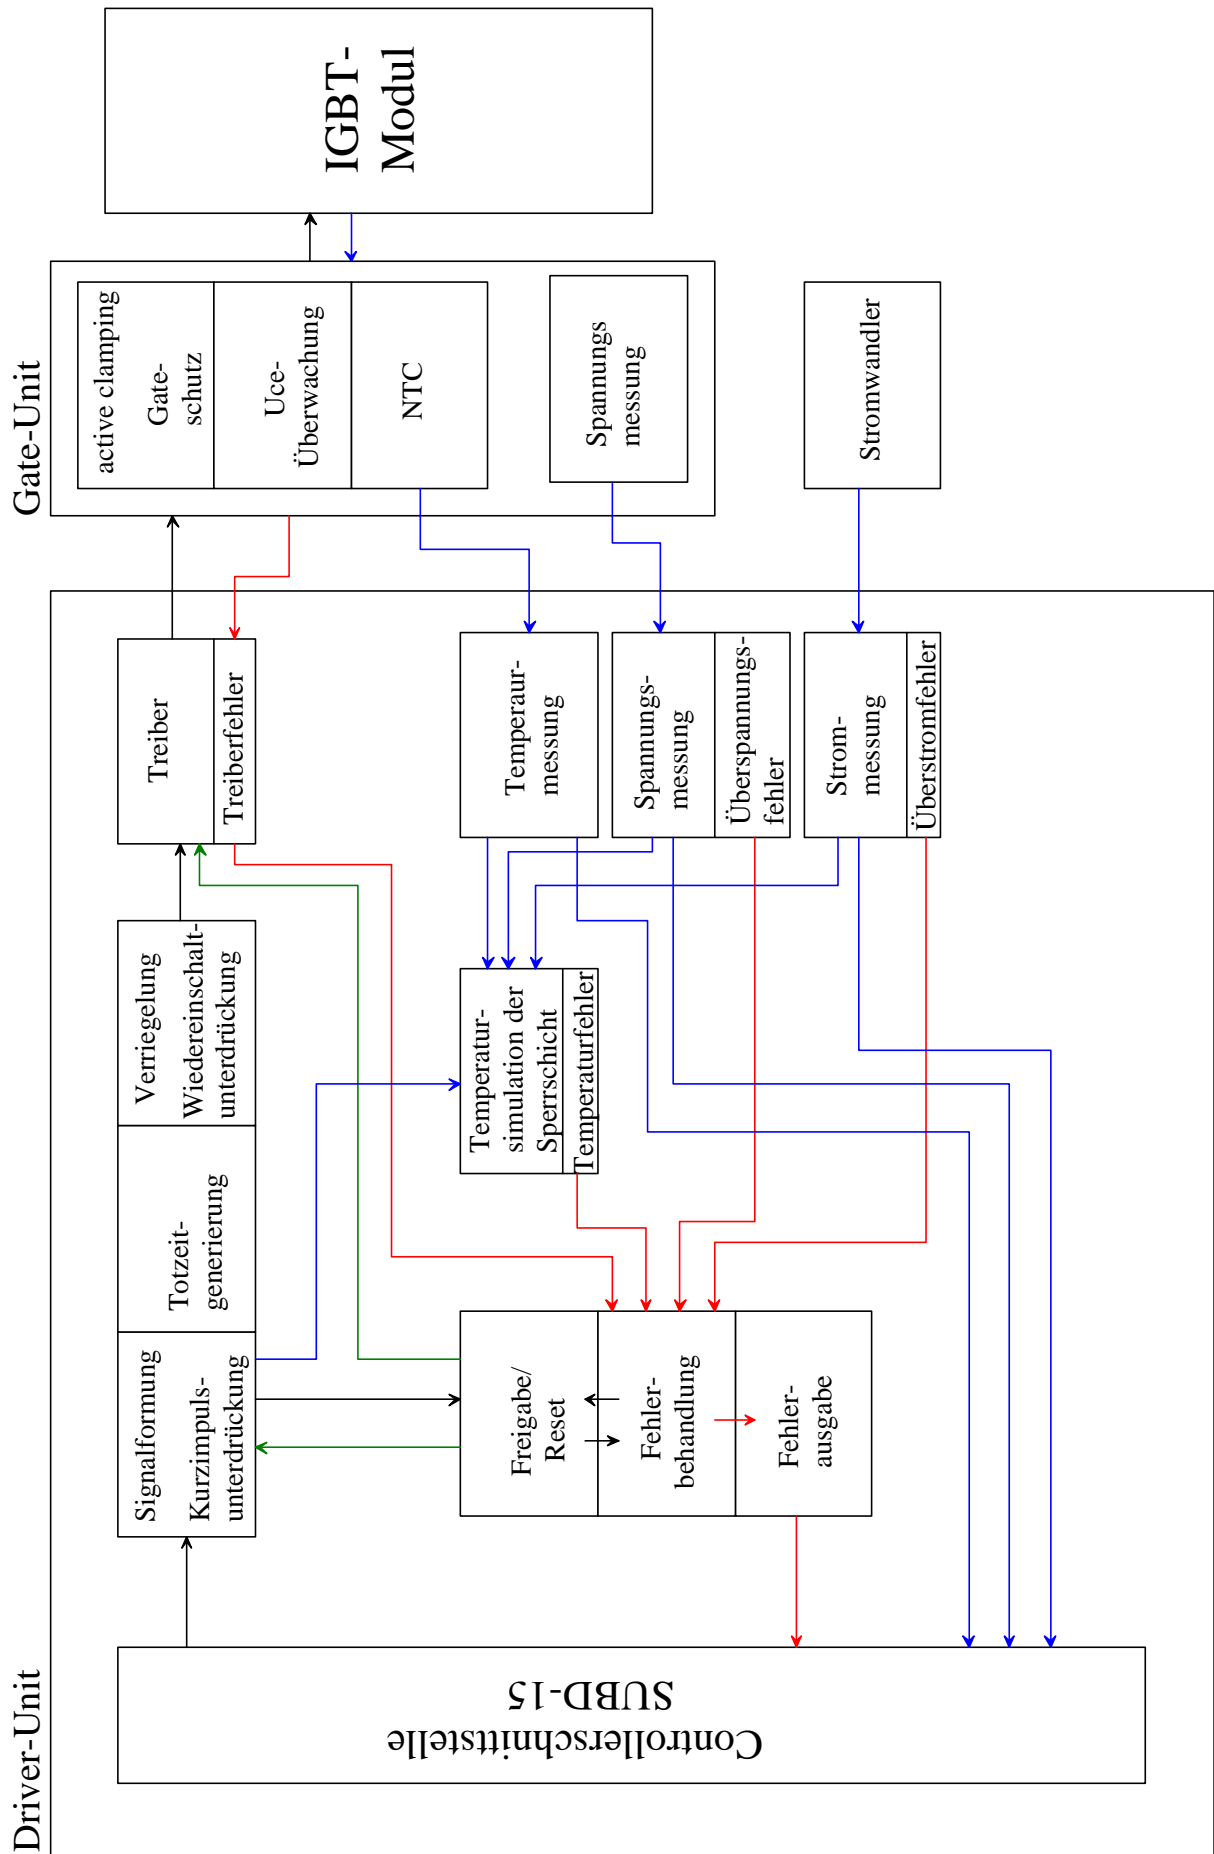 Driver-Unit
Gate-Unit
Controllerschnittstelle
SUBD-15
Signalformung
Kurzimpuls-
unterdrückung
Totzeit-
generierung
Verriegelung
Wiedereinschalt-
unterdrückung
Treiber
Treiberfehler
active clamping
Gate-
schutz
Uce-
Überwachung
NTC
Spannungs
messung
IGBT-
Modul
Freigabe/
Reset
Fehler-
behandlung
Fehler-
ausgabe
Temperatur-
simulation der
Sperrschicht
Temperaturfehler
Temperaur-
messung
Spannungs-
messung
Überspannungs-
fehler
Strom-
messung
Überstromfehler
Stromwandler